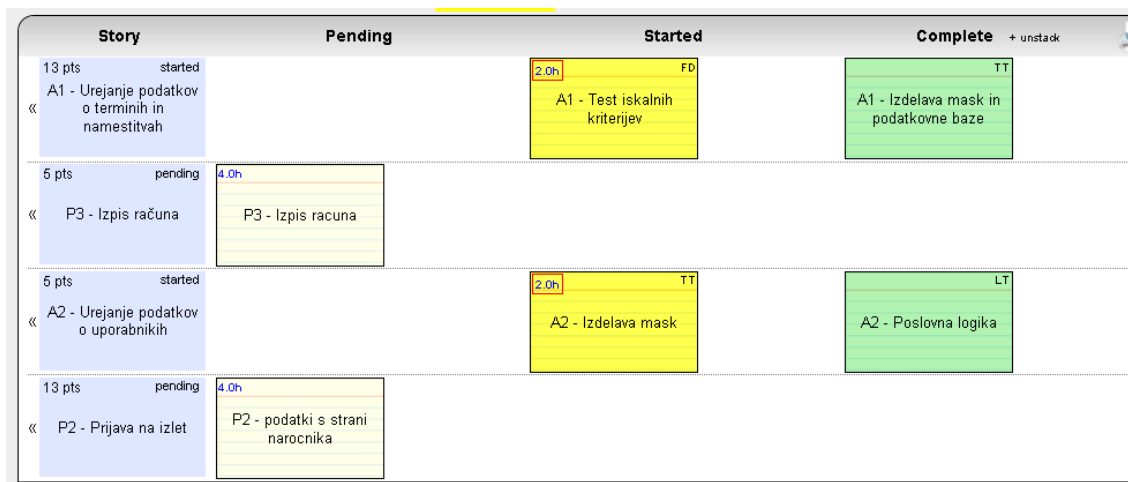 Story Pending Started Complete + unstack
13 pts started
A1 - Urejanje podatkov
o terminih in
namestitvah
«
2.0h FD
A1 - Test iskalnih
kriterijev
TT
A1 - Izdelava mask in
podatkovne baze
5 pts pending
« P3 - Izpis računa
4.0h
P3 - Izpis racuna
5 pts started
A2 - Urejanje podatkov
o uporabnikih
«
2.0h TT
A2 - Izdelava mask
LT
A2 - Poslovna logika
13 pts pending
« P2 - Prijava na izlet
4.0h
P2 - podatki s strani
narocnika